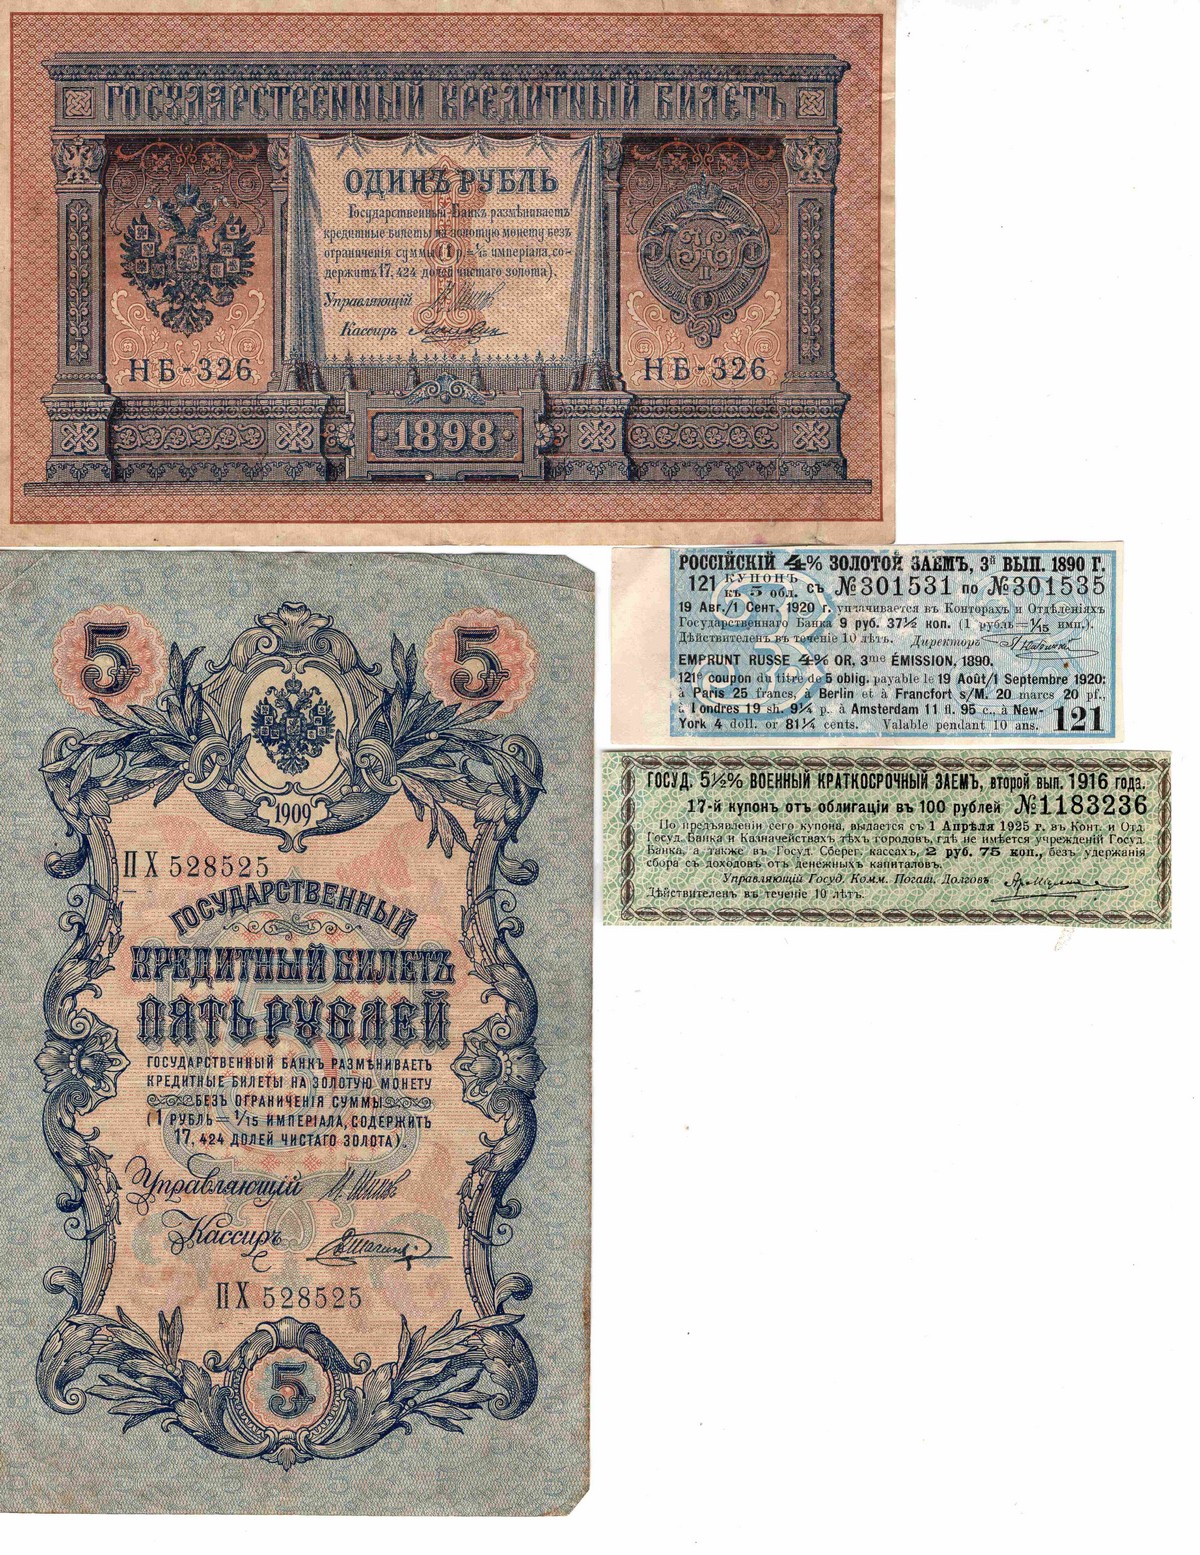 ГОСУДАРСТВЕННЫЙ КРЕДИТНЫЙ БИЛЕТЪ
1
ОДИНЪ РУБЛЬ
Государственный Банкъ размѣниваетъ
кредитные билеты на золотую монету безъ
ограниченія суммы (1 р.=1/15 имперіала, со-
держитъ 17,424 долей чистаго золота).
Управляющій
Кассиръ
НБ-326
НБ-326
1898
5
5
1909
ПХ 528525
ГОСУДАРСТВЕННЫЙ
КРЕДИТНЫЙ БИЛЕТЪ
ПЯТЬ РУБЛЕЙ
ГОСУДАРСТВЕННЫЙ БАНКЪ РАЗМѢНИВАЕТЪ
КРЕДИТНЫЕ БИЛЕТЫ НА ЗОЛОТУЮ МОНЕТУ
БЕЗЪ ОГРАНИЧЕНІЯ СУММЫ
(1 РУБЛЬ = 1/15 ИМПЕРІАЛА, СОДЕРЖИТЪ
17,424 ДОЛЕЙ ЧИСТАГО ЗОЛОТА).
Управляющій
Кассиръ
ПХ 528525
5
РОССІЙСКІЙ 4% ЗОЛОТОЙ ЗАЕМЪ, 3й ВЫП. 1890 Г.
121 КУПОНЪ къ 5 обл. съ №301531 по №301535
19 Авг./1 Сент. 1920 г. уплачивается въ Конторахъ и Отдѣленіяхъ
Государственнаго Банка 9 руб. 37½ коп. (1 рубль=1/15 имп.).
Дѣйствителенъ въ теченіе 10 лѣтъ. Директоръ
EMPRUNT RUSSE 4% OR, 3me ÉMISSION, 1890.
121e coupon du titre de 5 oblig. payable le 19 Août/1 Septembre 1920:
à Paris 25 francs, à Berlin et à Francfort s/M. 20 marcs 20 pf.,
à Londres 19 sh. 9¼ p. à Amsterdam 11 fl. 95 c., à New-
York 4 doll. or 81¼ cents. Valable pendant 10 ans. 121
ГОСУД. 5½% ВОЕННЫЙ КРАТКОСРОЧНЫЙ ЗАЕМЪ, ВТОРОЙ ВЫП. 1916 ГОДА.
17-й купонъ отъ облигаціи въ 100 рублей №1183236
По предъявленіи сего купона, выдается съ 1 Апрѣля 1925 г. въ Конт. и Отд.
Госуд. Банка и Казначействахъ тѣхъ городовъ, гдѣ не имѣется учрежденій Госуд.
Банка, а также въ Госуд. Сберег. кассахъ, 2 руб. 75 коп., безъ удержанія
сбора съ доходовъ отъ денежныхъ капиталовъ.
Управляющій Госуд. Комм. Погаш. Долговъ
Дѣйствителенъ въ теченіе 10 лѣтъ.